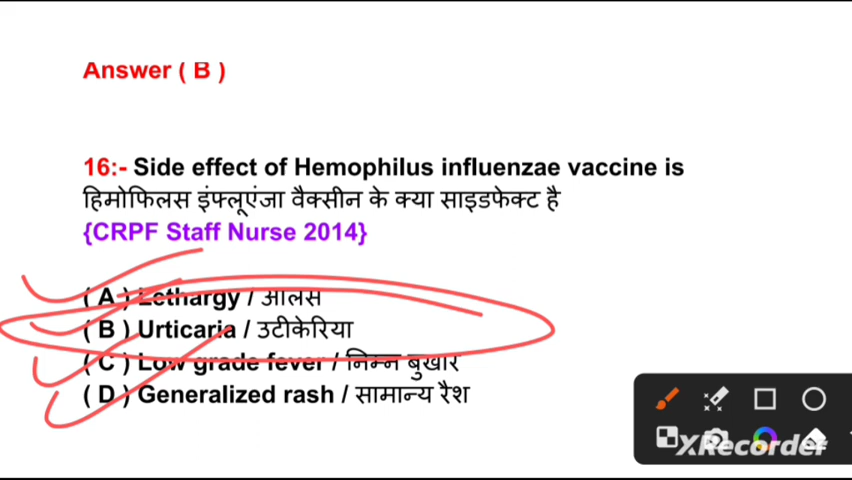 Answer ( B )
16:- Side effect of Hemophilus influenzae vaccine is
हिमोफिलस इंफ्लूएंजा वैक्सीन के क्या साइडफेक्ट है
{CRPF Staff Nurse 2014}
( A ) Lethargy / आलस
( B ) Urticaria / उटीकेरिया
( C ) Low grade fever / निम्न बुखार
( D ) Generalized rash / सामान्य रैश
XRecorder